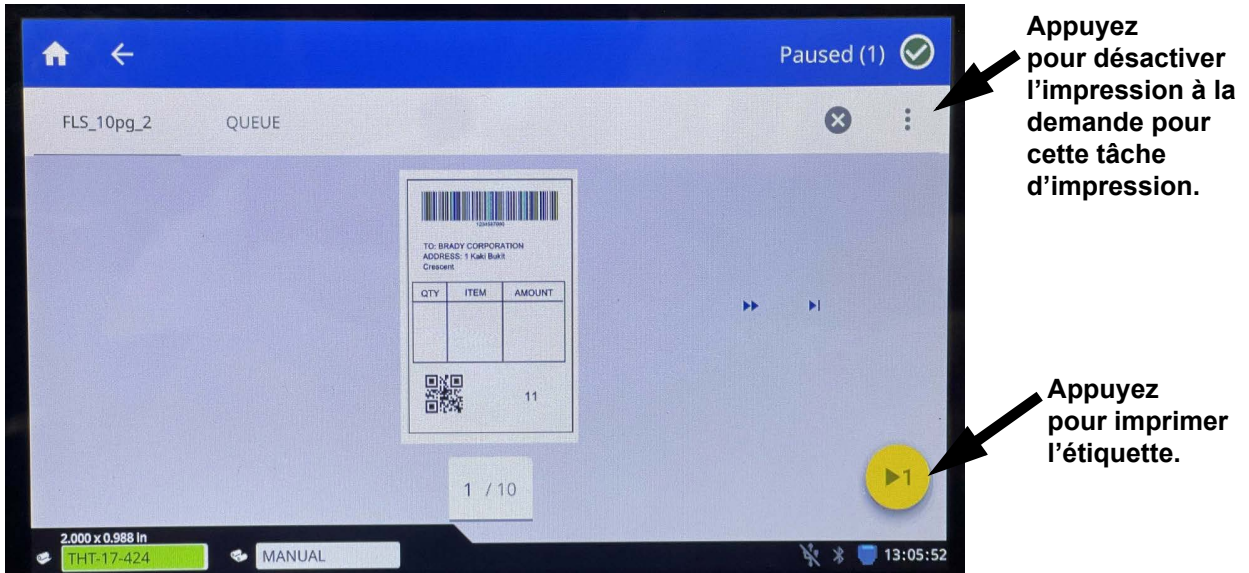 Paused (1)
FLS_10pg_2
QUEUE
1234567890
TO: BRADY CORPORATION
ADDRESS: 1 Kaki Bukit
Crescent
QTY ITEM AMOUNT
11
1 / 10
1
2.000 x 0.988 in
THT-17-424
MANUAL
13:05:52
Appuyez
pour désactiver
l’impression à la
demande pour
cette tâche
d’impression.
Appuyez
pour imprimer
l’étiquette.